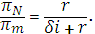 π_N/π_m = r/(δi + r).